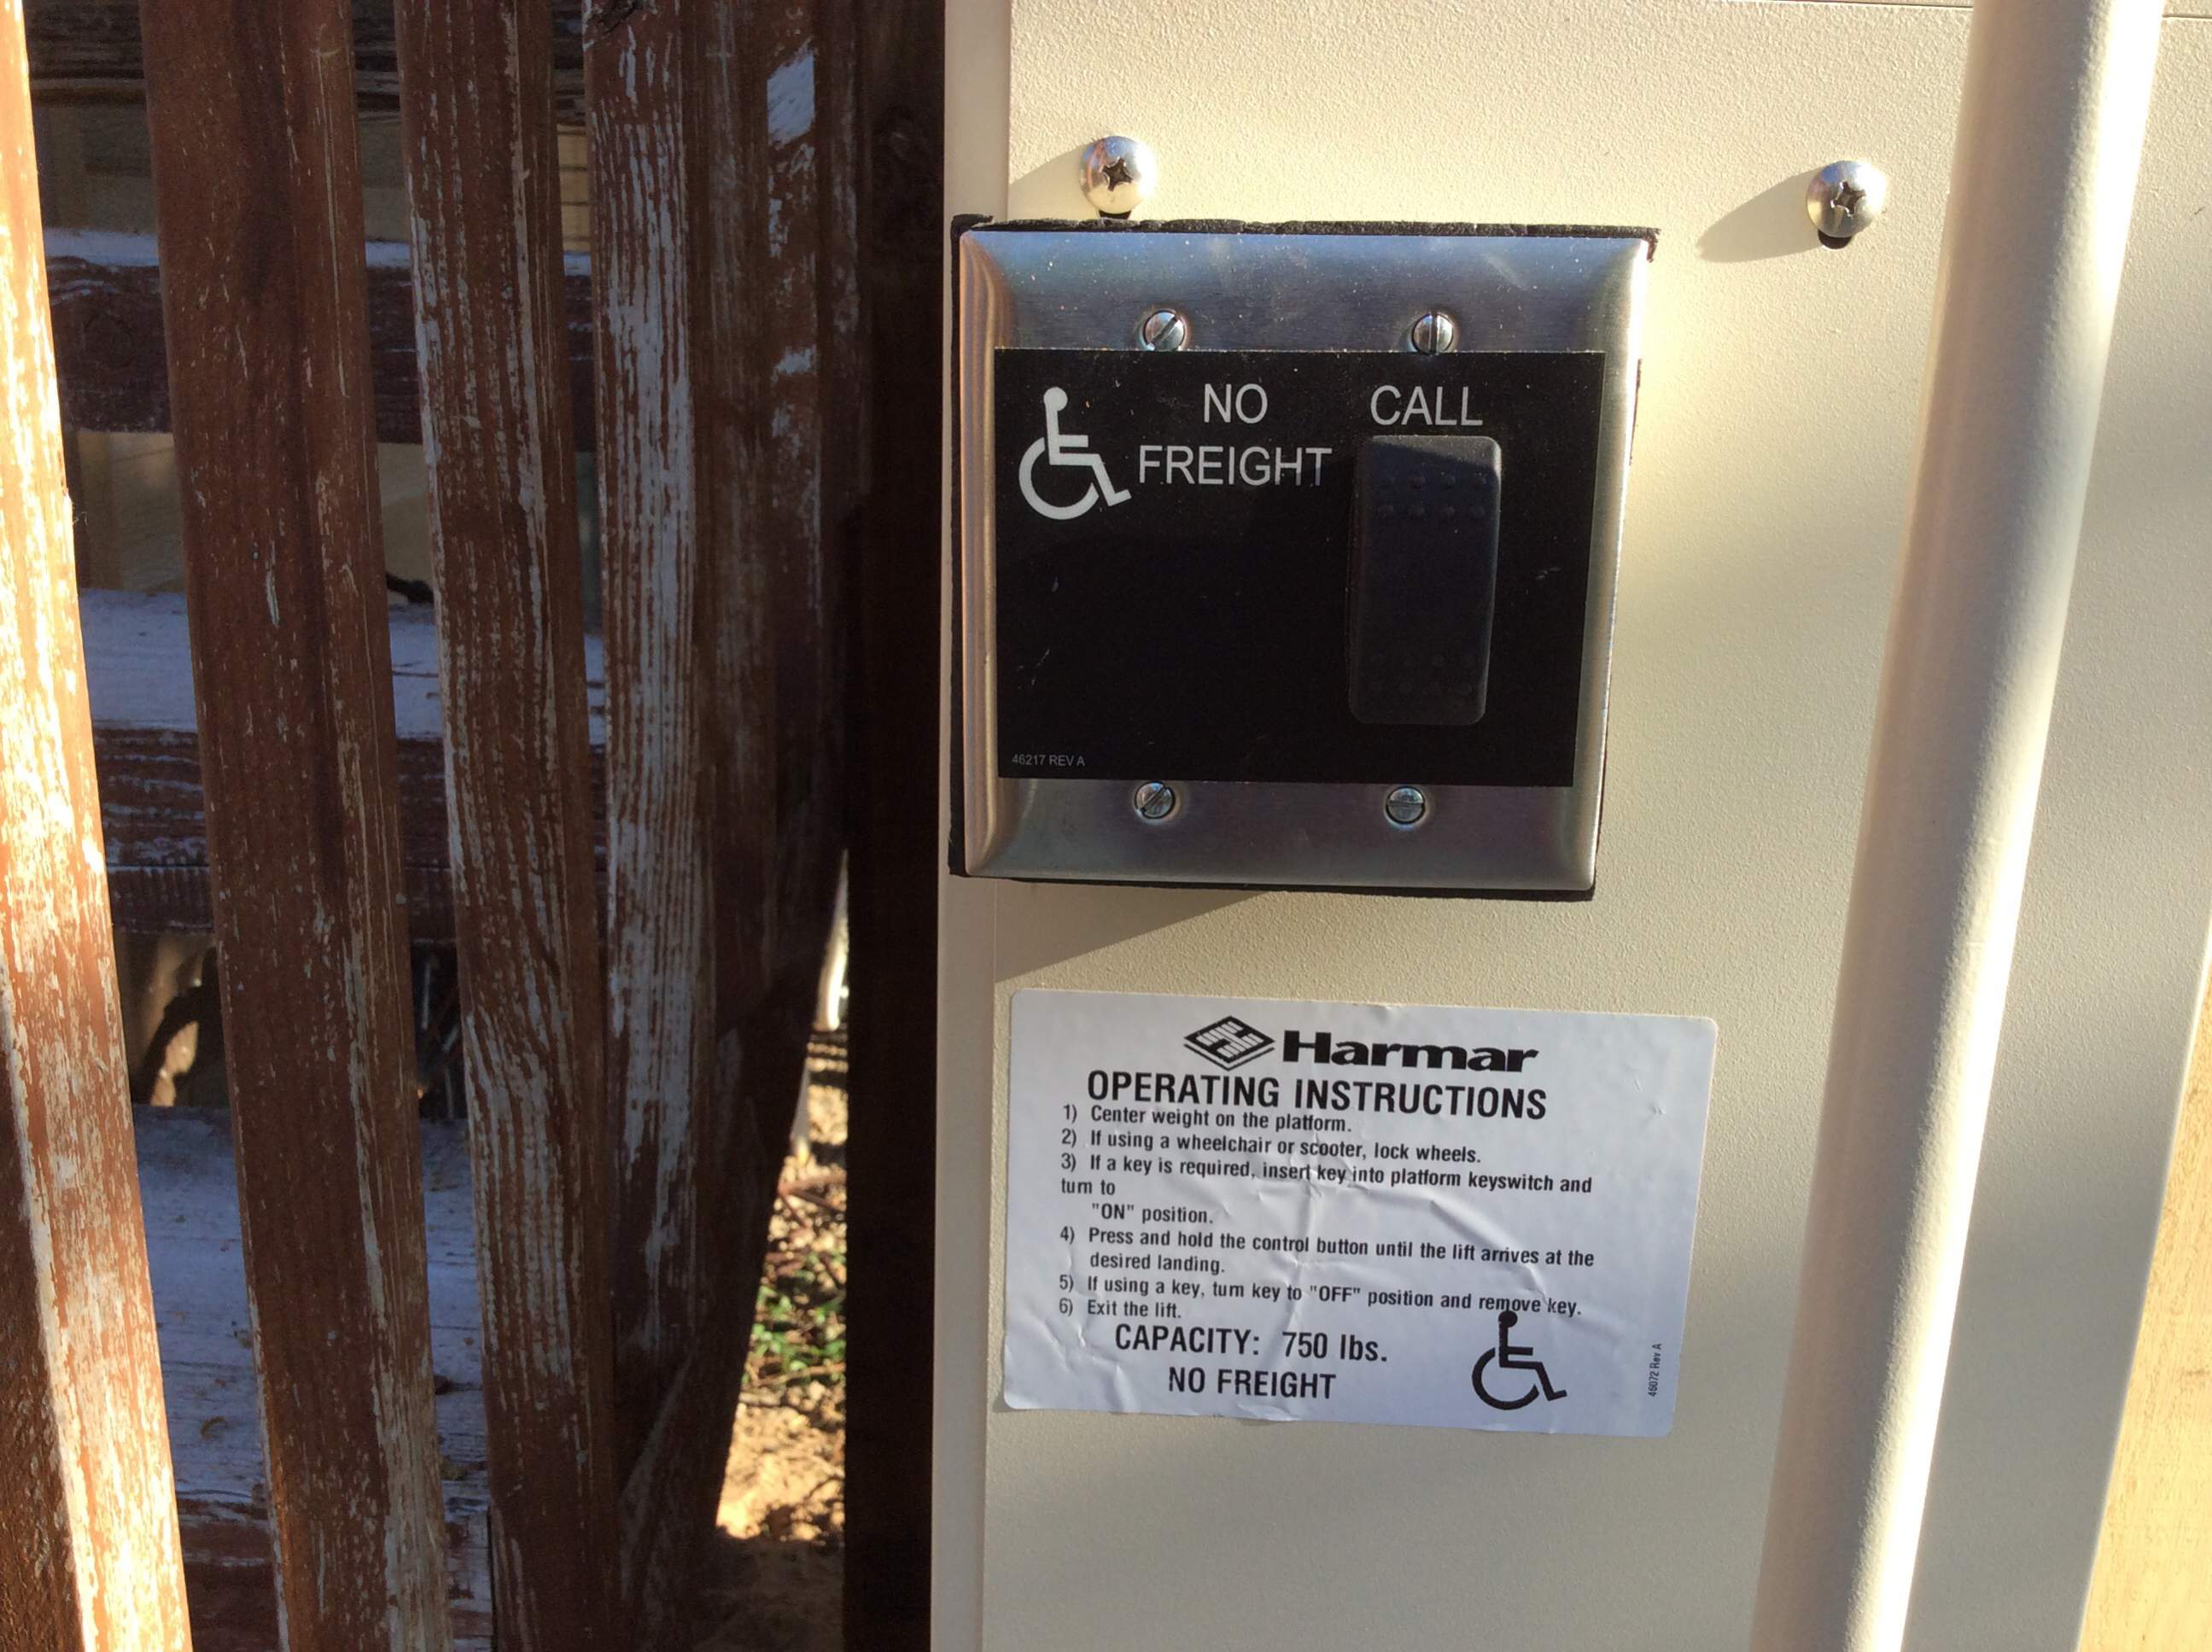 NO CALL
FREIGHT
46217 REV A
Harmar
OPERATING INSTRUCTIONS
1) Center weight on the platform.
2) If using a wheelchair or scooter, lock wheels.
3) If a key is required, insert key into platform keyswitch and
turn to
"ON" position.
4) Press and hold the control button until the lift arrives at the
desired landing.
5) If using a key, turn key to "OFF" position and remove key.
6) Exit the lift.
CAPACITY: 750 lbs.
NO FREIGHT
46072 Rev A